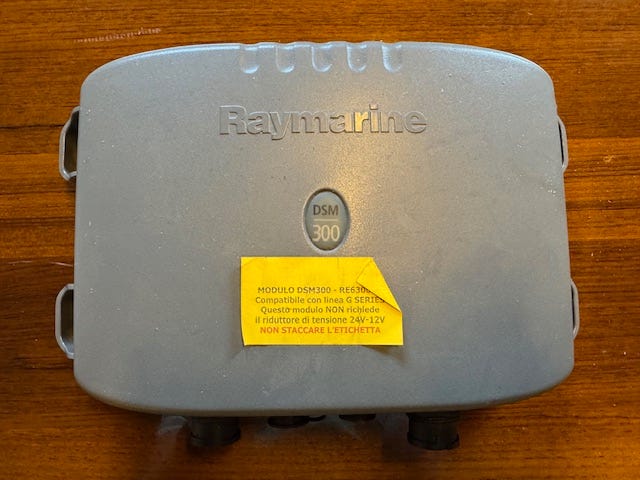 Raymarine
DSM
300
MODULO DSM300 -
Compatibile con linea G SERIES
Questo modulo NON richiede
il riduttore di tensione 24V-12V
NON STACCARE L'ETICHETTA